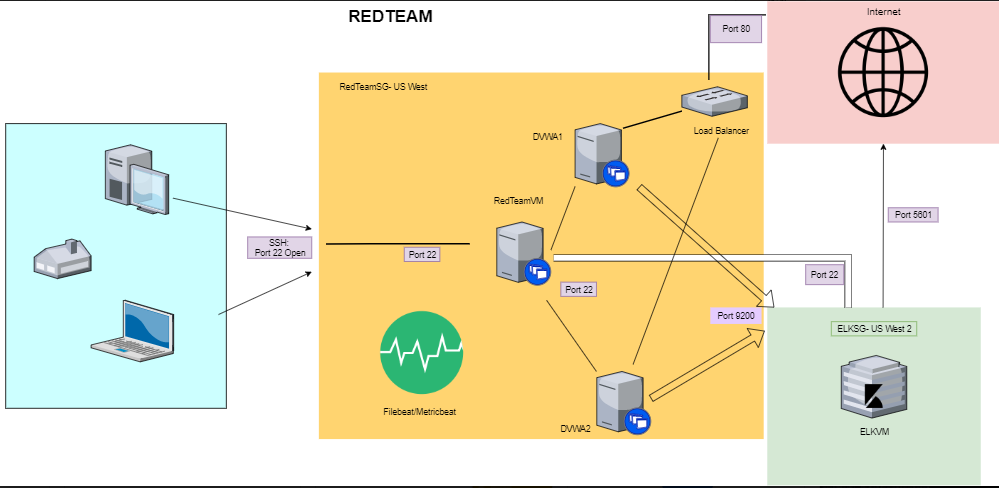 REDTEAM
Internet
Port 80
RedTeamSG- US West
DVWA1
Load Balancer
RedTeamVM
SSH:
Port 22 Open
Port 22
Port 22
Port 22
Port 5601
Port 9200
ELKSG- US West 2
Filebeat/Metricbeat
DVWA2
ELKVM